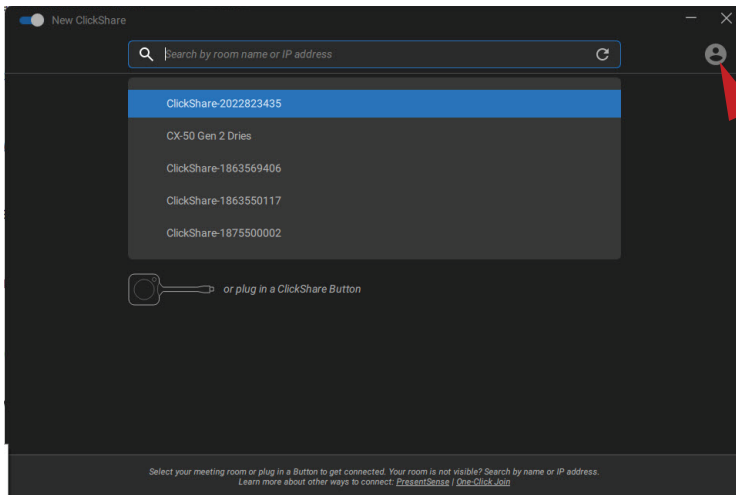 New ClickShare
Search by room name or IP address
ClickShare-2022823435
CX-50 Gen 2 Dries
ClickShare-1863569406
ClickShare-1863550117
ClickShare-1875500002
or plug in a ClickShare Button
Select your meeting room or plug in a Button to get connected. Your room is not visible? Search by name or IP address.
Learn more about other ways to connect: PresentSense | One-Click Join